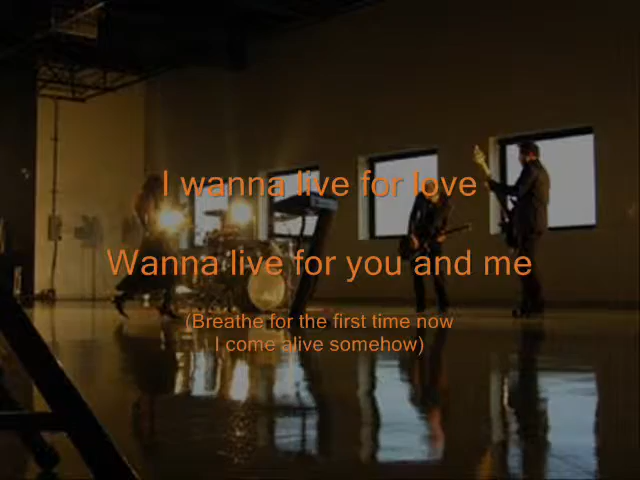 I wanna live for love
Wanna live for you and me
(Breathe for the first time now
I come alive somehow)